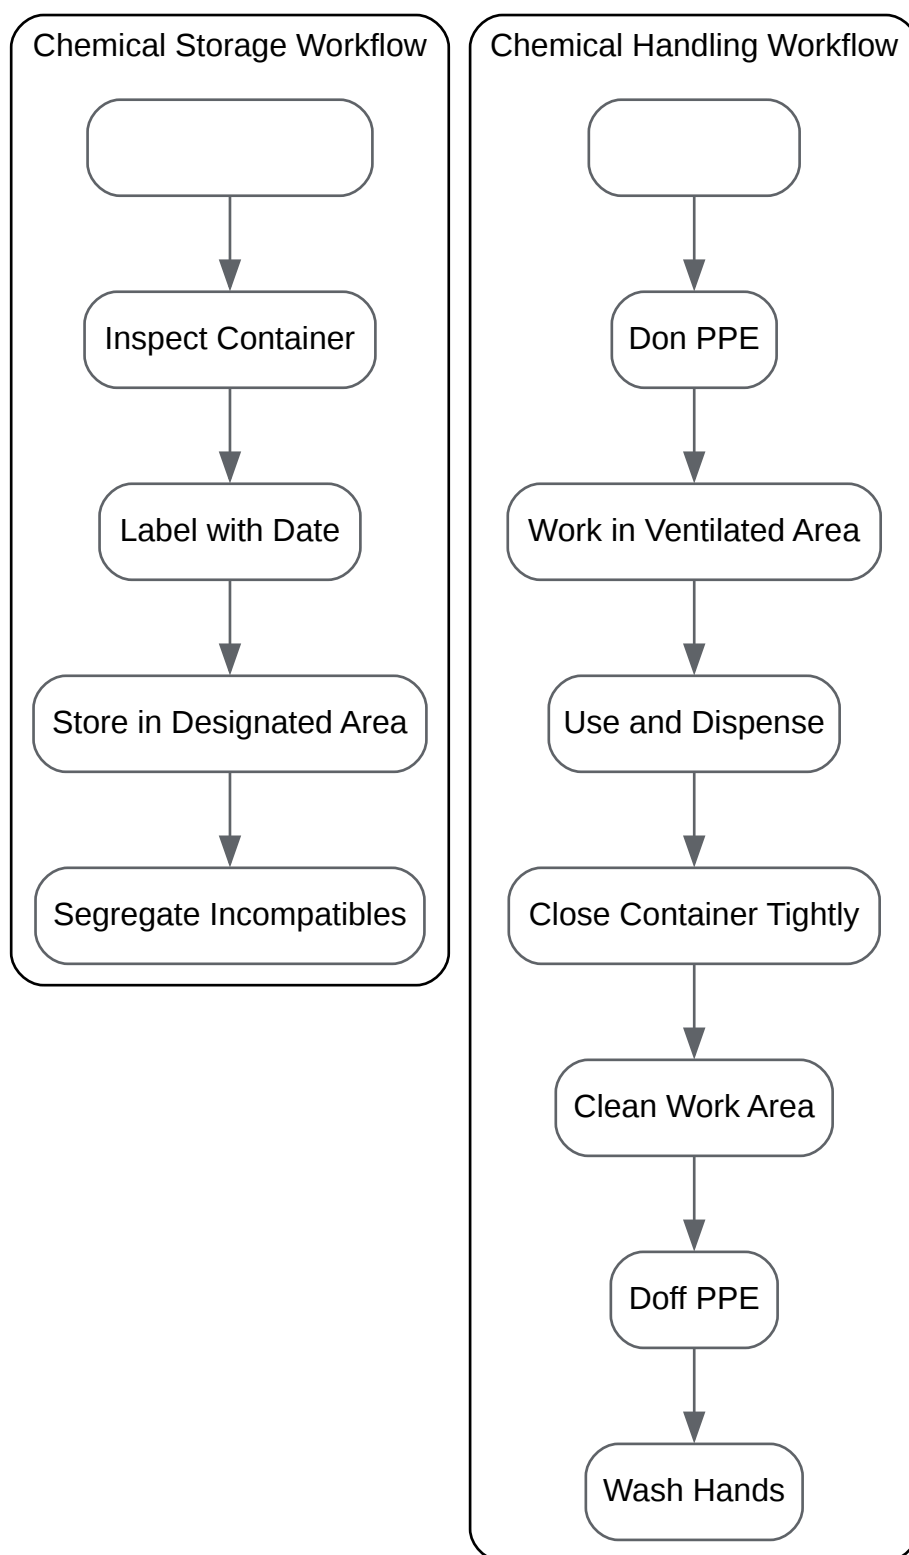 Chemical Storage Workflow
Inspect Container
Label with Date
Store in Designated Area
Segregate Incompatibles
Chemical Handling Workflow
Don PPE
Work in Ventilated Area
Use and Dispense
Close Container Tightly
Clean Work Area
Doff PPE
Wash Hands